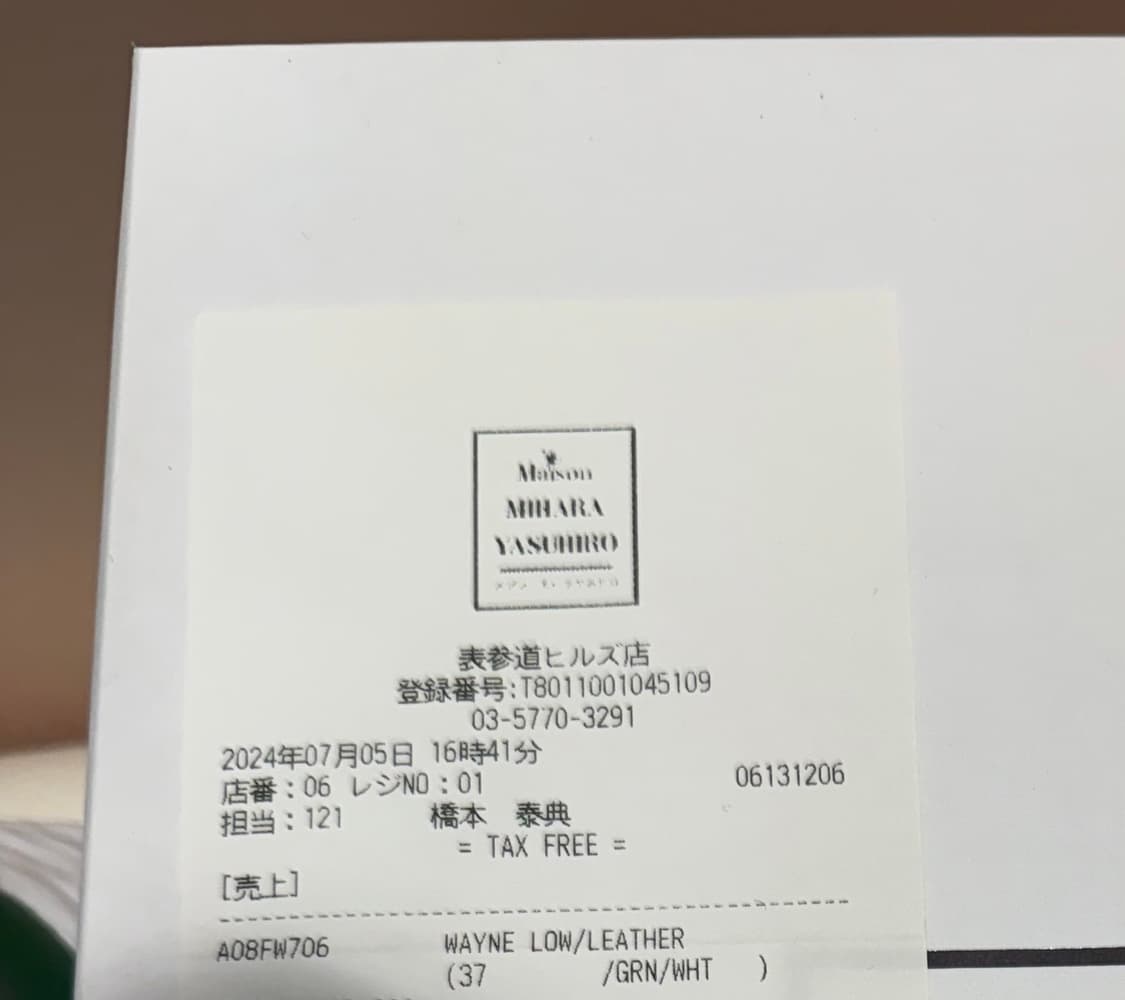 Maison
MIHARA
YASUHIRO
表参道ヒルズ店
登録番号:T8011001045109
03-5770-3291
2024年07月05日 16時41分
店番：06 レジNO：01 06131206
担当：121 橋本 泰典
= TAX FREE =
[売上]
A08FW706 WAYNE LOW/LEATHER
(37 /GRN/WHT )